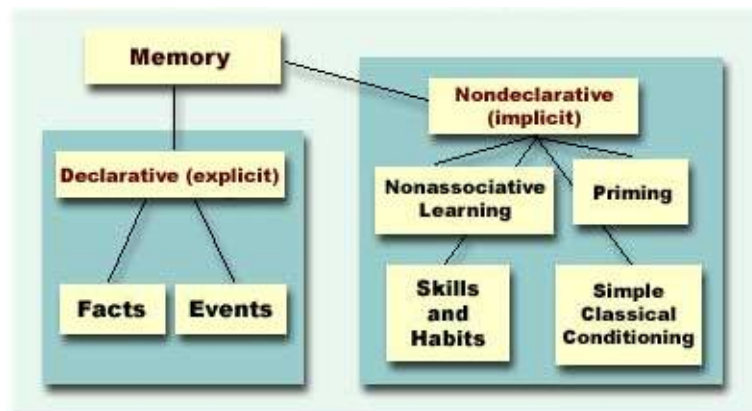 Memory
Declarative (explicit)
Facts
Events
Nondeclarative
(implicit)
Nonassociative
Learning
Priming
Skills
and
Habits
Simple
Classical
Conditioning